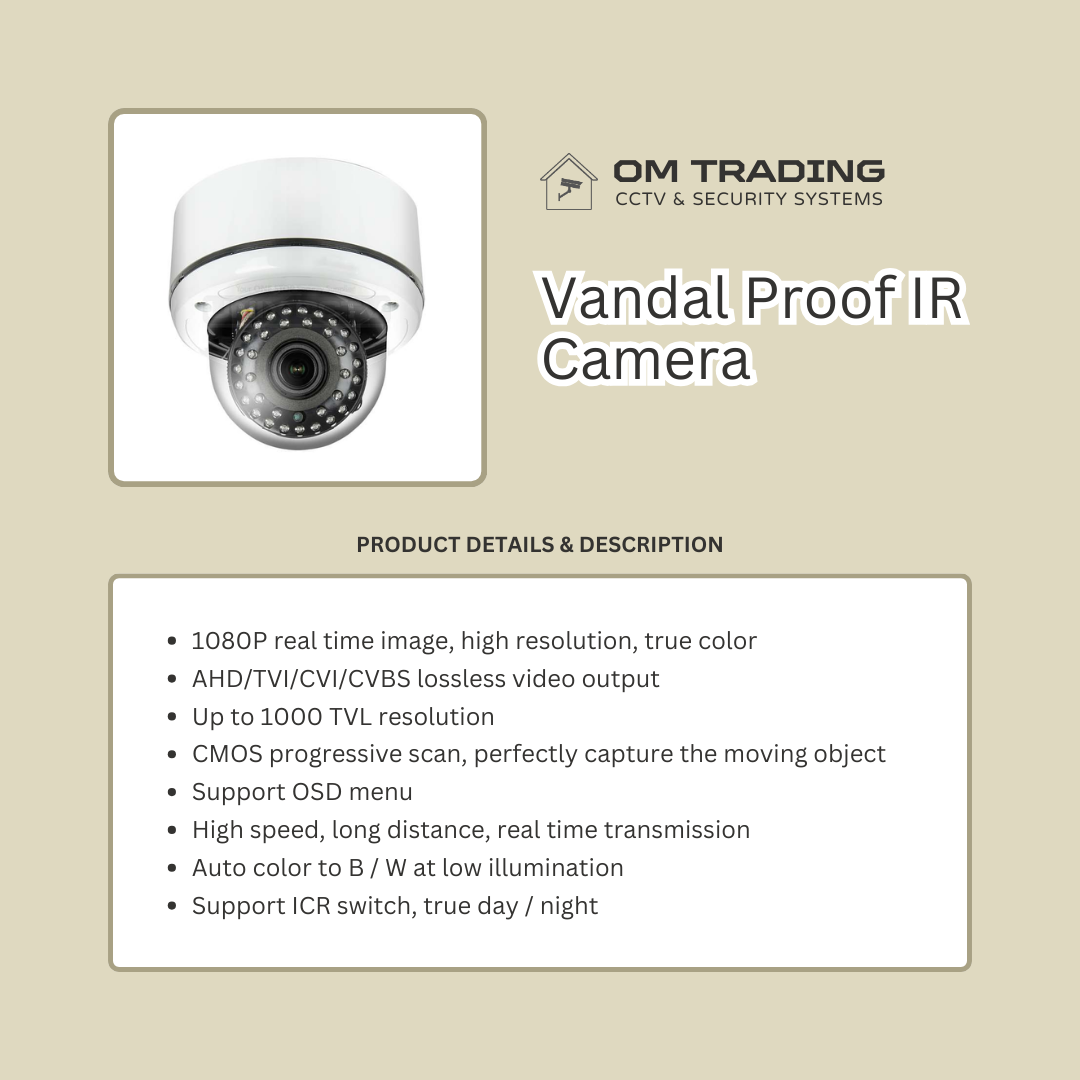 OM TRADING
CCTV & SECURITY SYSTEMS
Vandal Proof IR
Camera
PRODUCT DETAILS & DESCRIPTION
• 1080P real time image, high resolution, true color
• AHD/TVI/CVI/CVBS lossless video output
• Up to 1000 TVL resolution
• CMOS progressive scan, perfectly capture the moving object
• Support OSD menu
• High speed, long distance, real time transmission
• Auto color to B / W at low illumination
• Support ICR switch, true day / night